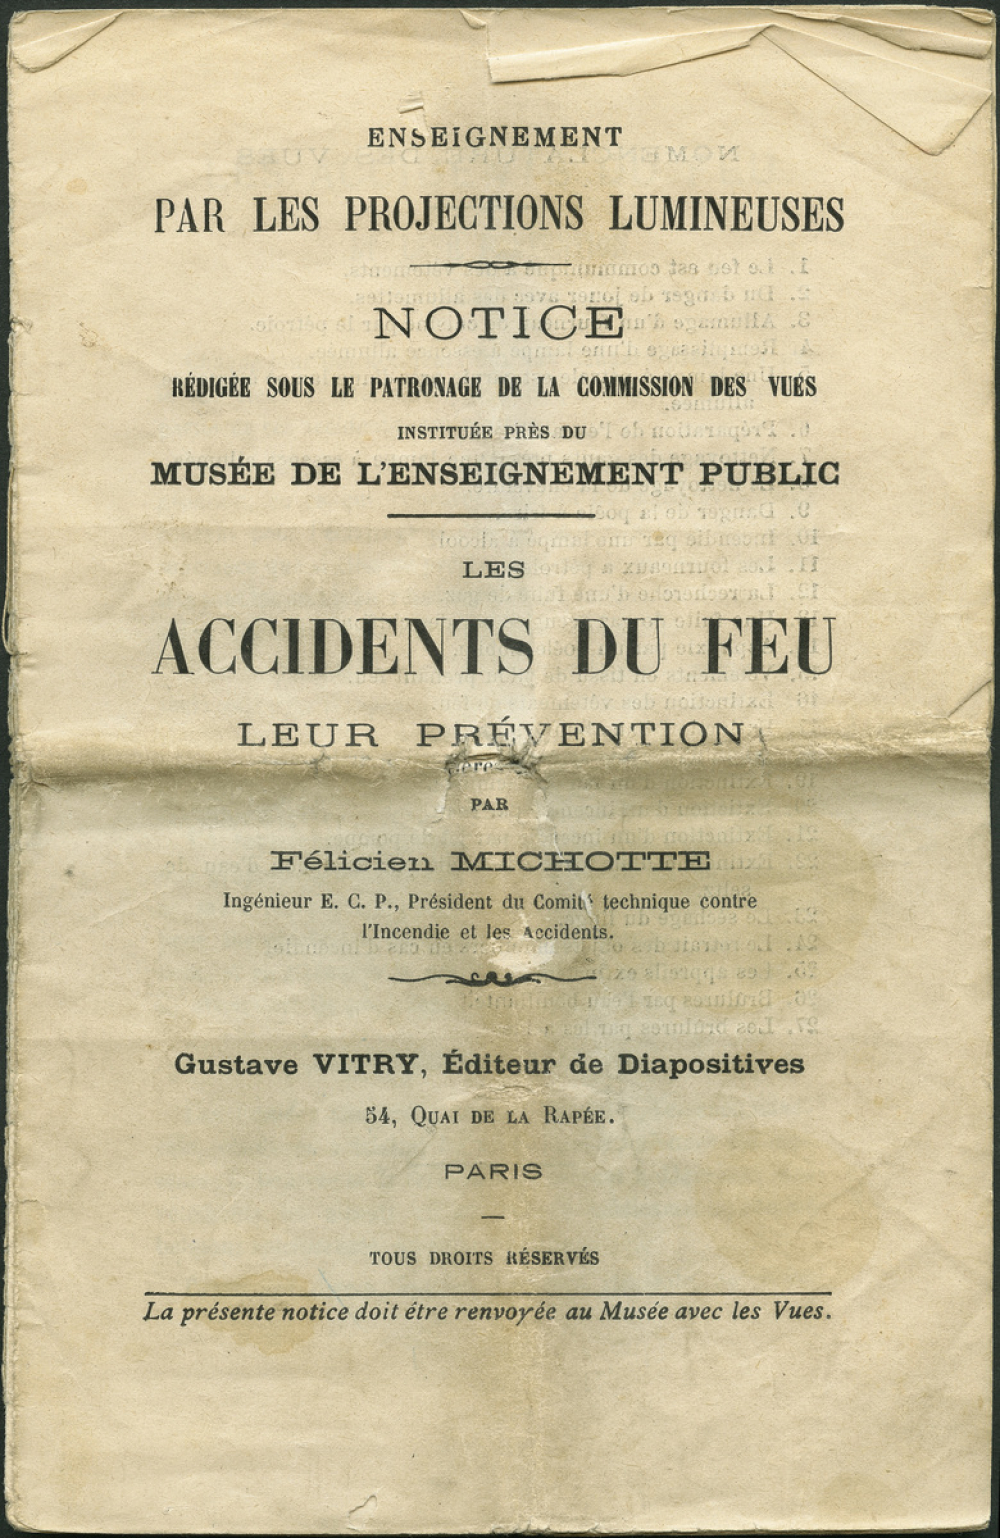 ENSEIGNEMENT
PAR LES PROJECTIONS LUMINEUSES
NOTICE
RÉDIGÉE SOUS LE PATRONAGE DE LA COMMISSION DES VUES
INSTITUÉE PRÈS DU
MUSÉE DE L'ENSEIGNEMENT PUBLIC
LES
ACCIDENTS DU FEU
LEUR PRÉVENTION
PAR
Félicien MICHOTTE
Ingénieur E. C. P., Président du Comité technique contre
l'Incendie et les Accidents.
Gustave VITRY, Éditeur de Diapositives
54, QUAI DE LA RAPÉE.
PARIS
TOUS DROITS RÉSERVÉS
La présente notice doit étre renvoyée au Musée avec les Vues.